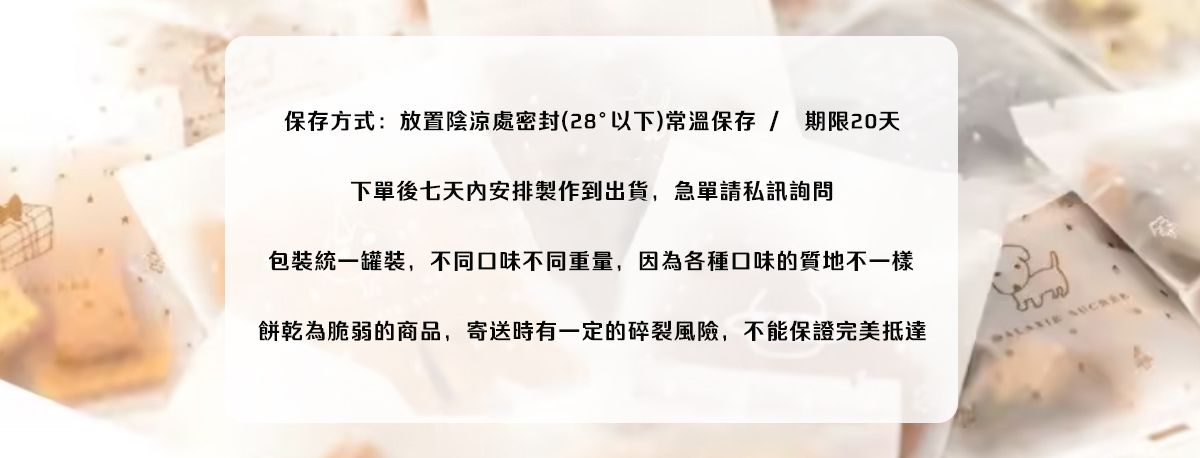 保存方式：放置陰涼處密封(28°以下)常溫保存 / 期限20天
下單後七天內安排製作到出貨，急單請私訊詢問
包裝統一罐裝，不同口味不同重量，因為各種口味的質地不一樣
餅乾為脆弱的商品，寄送時有一定的碎裂風險，不能保證完美抵達